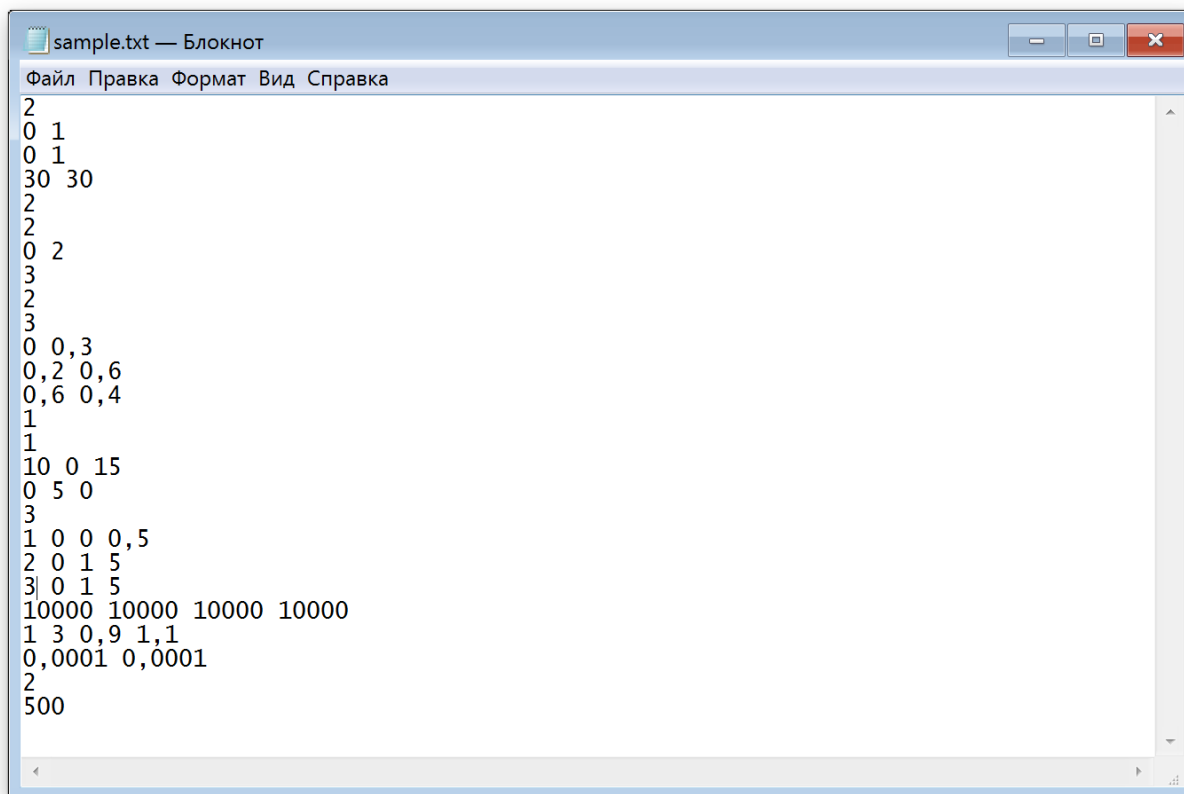 sample.txt — Блокнот
Файл Правка Формат Вид Справка
2
0 1
0 1
30 30
2
2
0 2
3
2
3
0 0,3
0,2 0,6
0,6 0,4
1
1
10 0 15
0 5 0
3
1 0 0 0,5
2 0 1 5
3 0 1 5
10000 10000 10000 10000
1 3 0,9 1,1
0,0001 0,0001
2
500